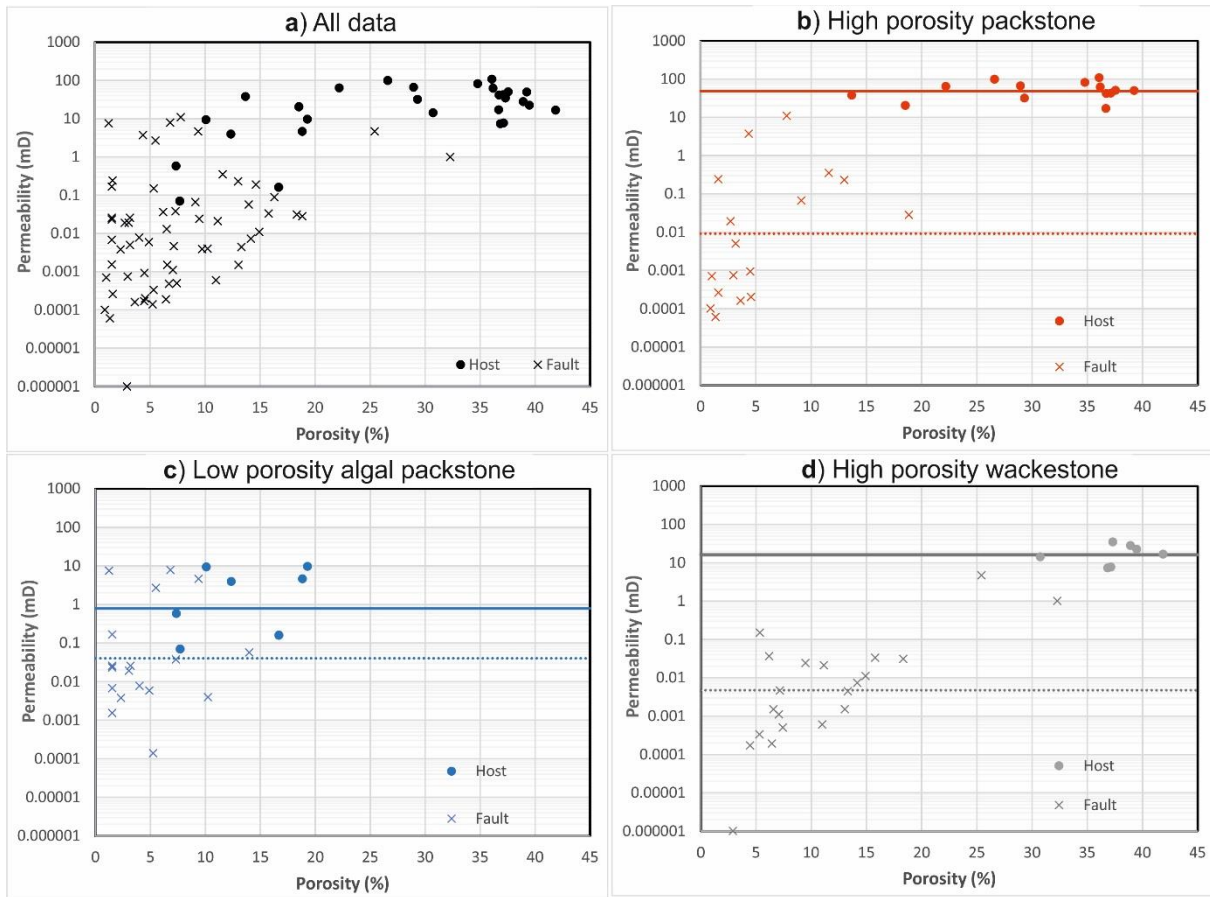 a) All data
Permeability (mD)
1000
100
10
1
0.1
0.01
0.001
0.0001
0.00001
0.000001
0 5 10 15 20 25 30 35 40 45
Porosity (%)
Host Fault
b) High porosity packstone
Permeability (mD)
1000
100
10
1
0.1
0.01
0.001
0.0001
0.00001
0.000001
0 5 10 15 20 25 30 35 40 45
Porosity (%)
Host
Fault
c) Low porosity algal packstone
Permeability (mD)
1000
100
10
1
0.1
0.01
0.001
0.0001
0.00001
0.000001
0 5 10 15 20 25 30 35 40 45
Porosity (%)
Host
Fault
d) High porosity wackestone
Permeability (mD)
1000
100
10
1
0.1
0.01
0.001
0.0001
0.00001
0.000001
0 5 10 15 20 25 30 35 40 45
Porosity (%)
Host
Fault